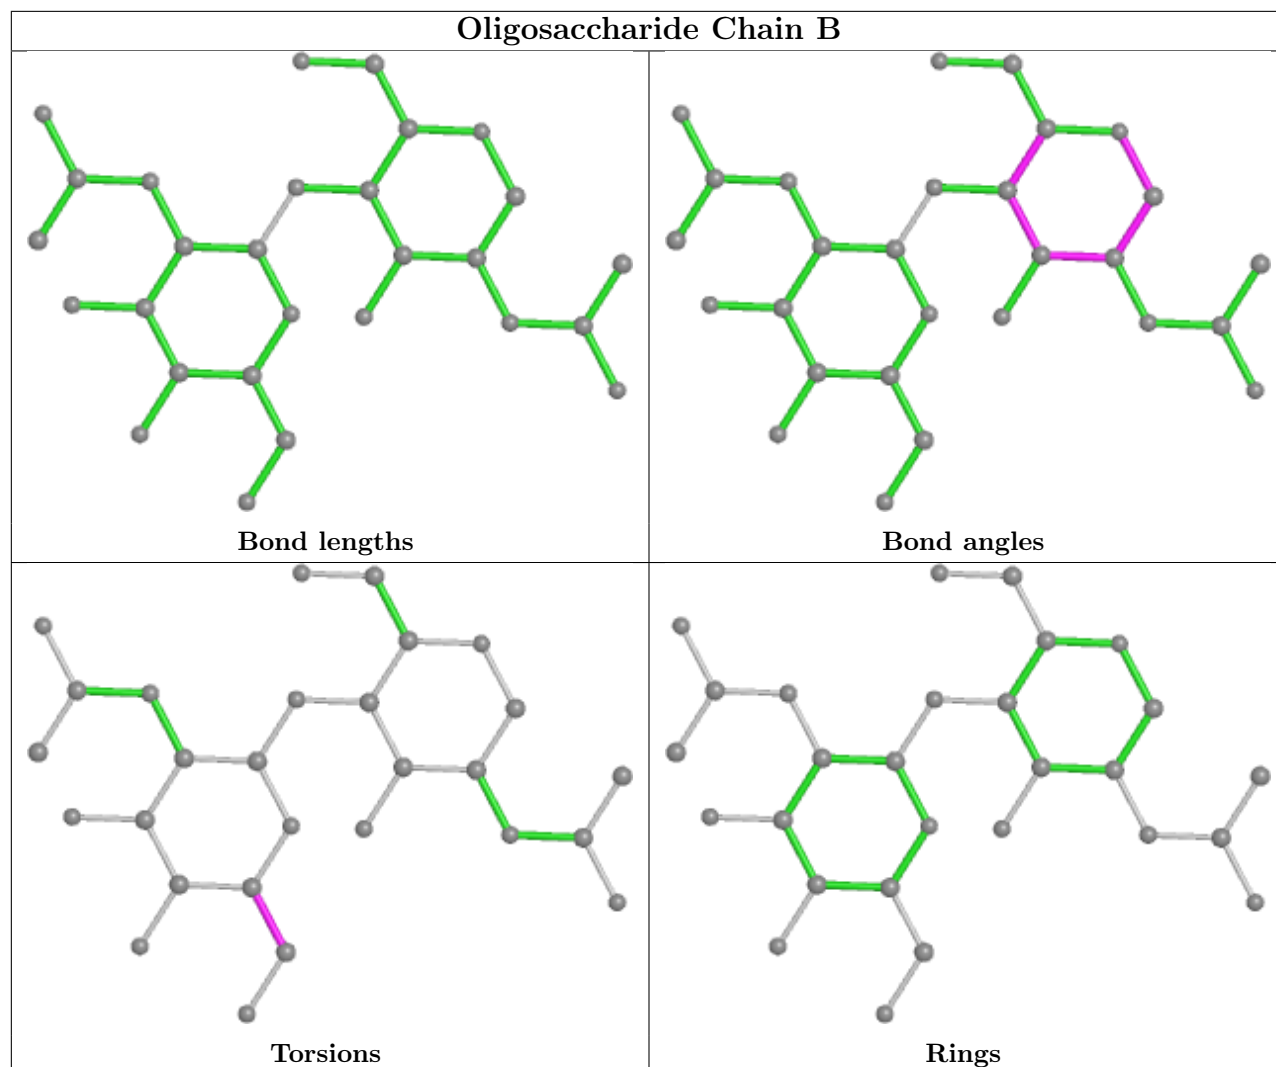 Oligosaccharide Chain B
Bond lengths
Bond angles
Torsions
Rings